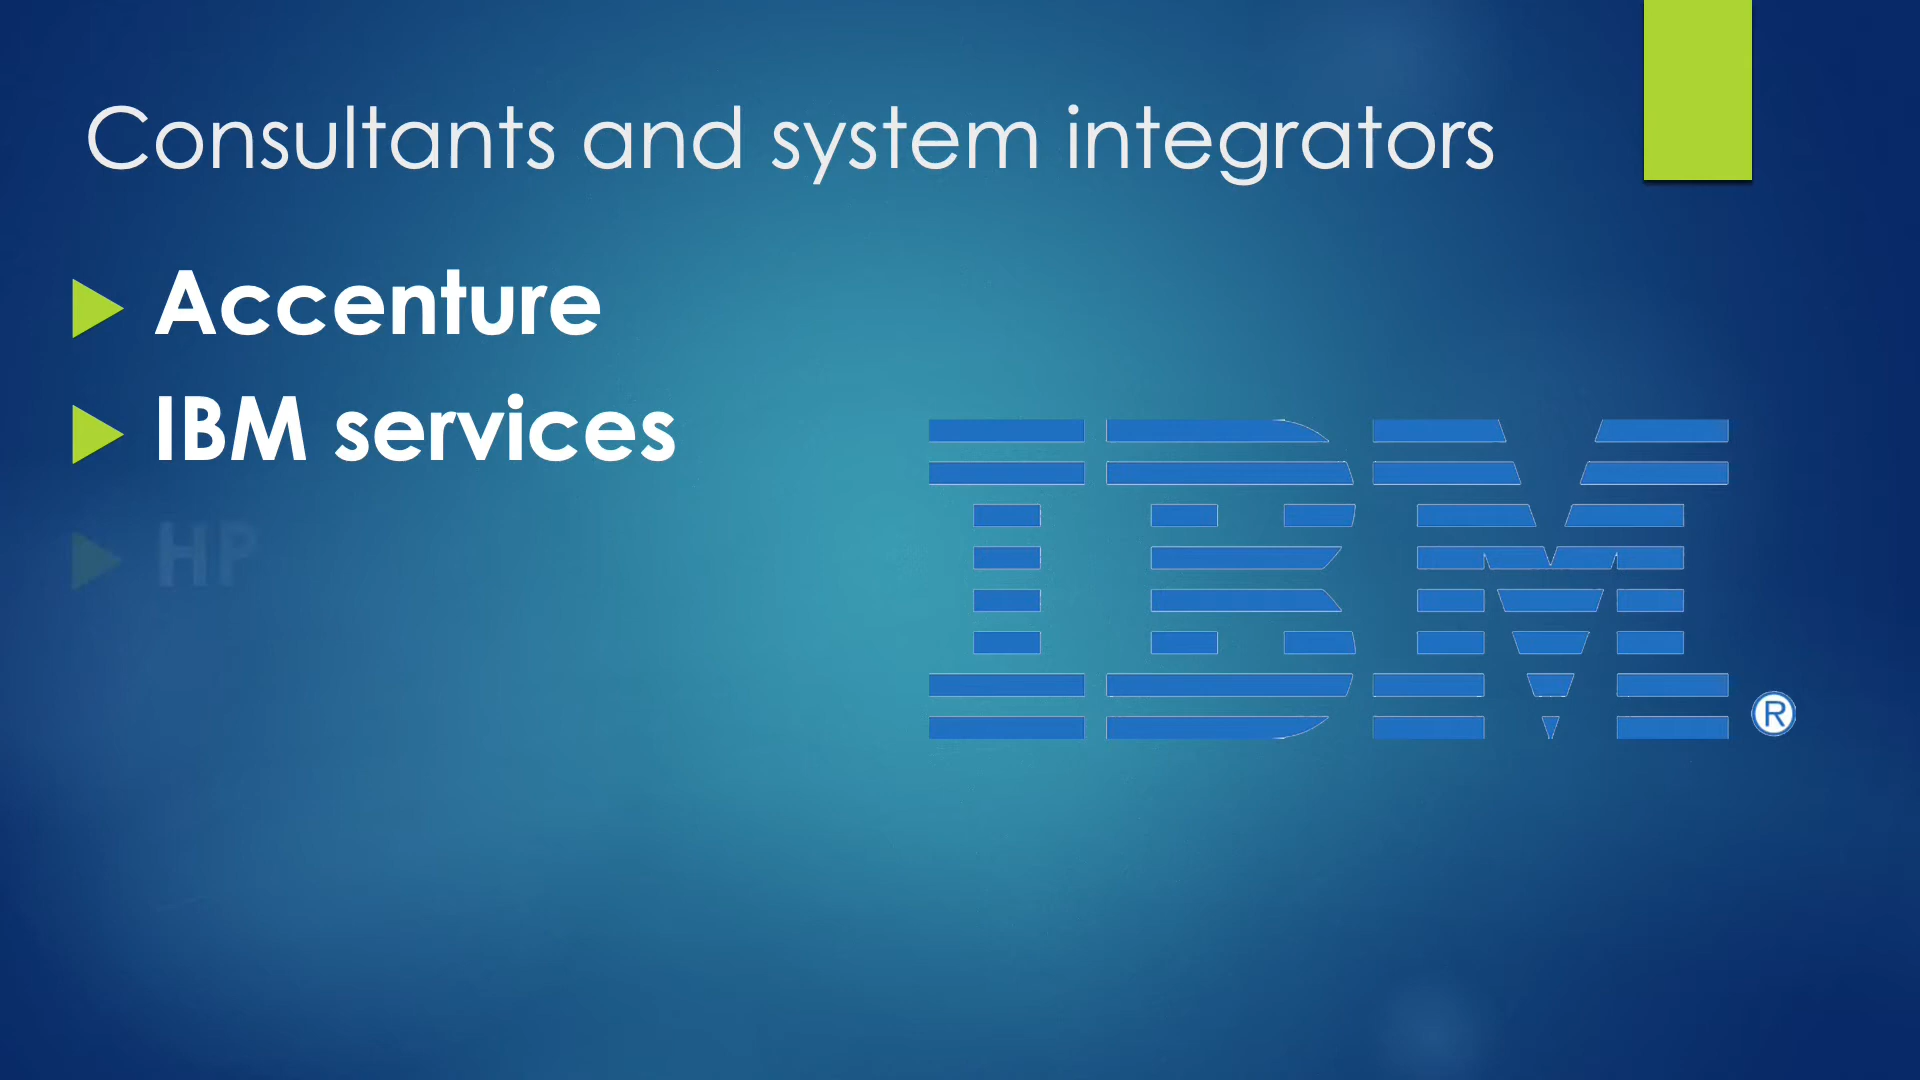 Consultants and system integrators
Accenture
IBM services
HP
IBM
®